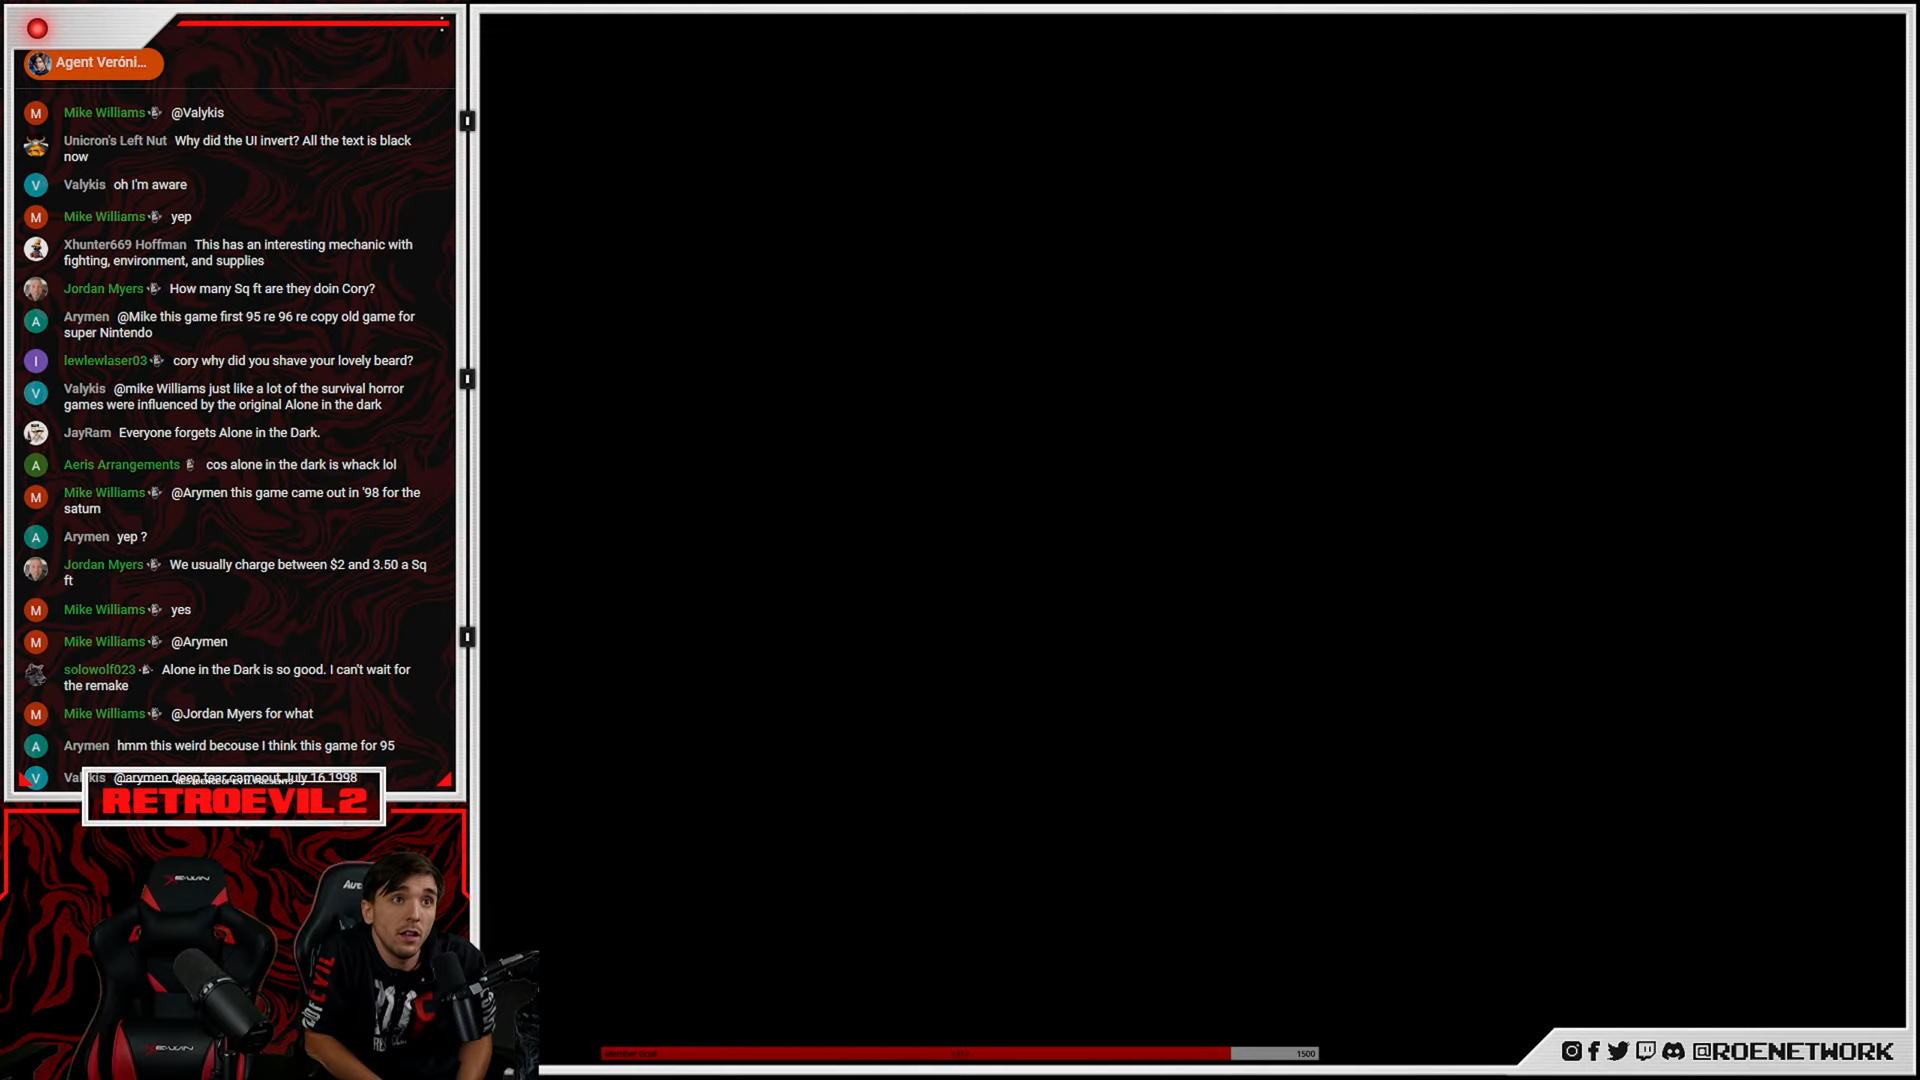 Agent Veróni...
Mike Williams @Valykis
Unicron's Left Nut Why did the UI invert? All the text is black
now
Valykis oh I'm aware
Mike Williams yep
Xhunter669 Hoffman This has an interesting mechanic with
fighting, environment, and supplies
Jordan Myers How many Sq ft are they doin Cory?
Arymen @Mike this game first 95 re 96 re copy old game for
super Nintendo
lewlewlaser03 cory why did you shave your lovely beard?
Valykis @mike Williams just like a lot of the survival horror
games were influenced by the original Alone in the dark
JayRam Everyone forgets Alone in the Dark.
Aeris Arrangements cos alone in the dark is whack lol
Mike Williams @Arymen this game came out in '98 for the
saturn
Arymen yep ?
Jordan Myers We usually charge between $2 and 3.50 a Sq
ft
Mike Williams yes
Mike Williams @Arymen
solowolf023 Alone in the Dark is so good. I can't wait for
the remake
Mike Williams @Jordan Myers for what
Arymen hmm this weird becouse I think this game for 95
Valykis @arymen deep fear cameout July 16 1998
RETROEVIL 2
Member Goal
1500
@ROENETWORK